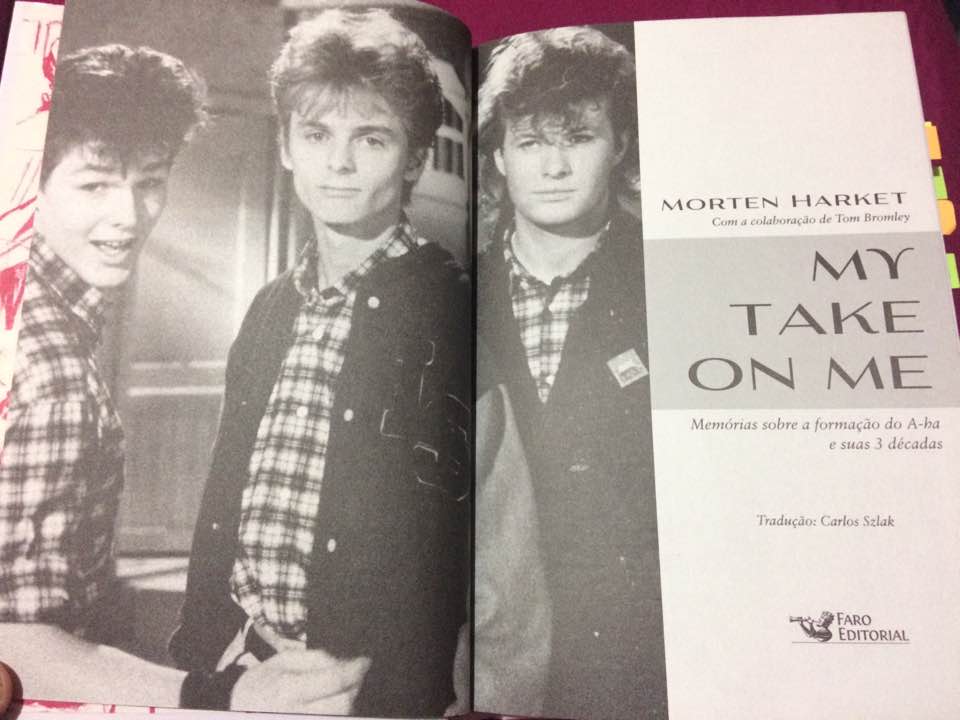 MORTEN HARKET
Com a colaboração de Tom Bromley
MY
TAKE
ON ME
Memórias sobre a formação do A-ha
e suas 3 décadas
Tradução: Carlos Szlak
FARO
EDITORIAL